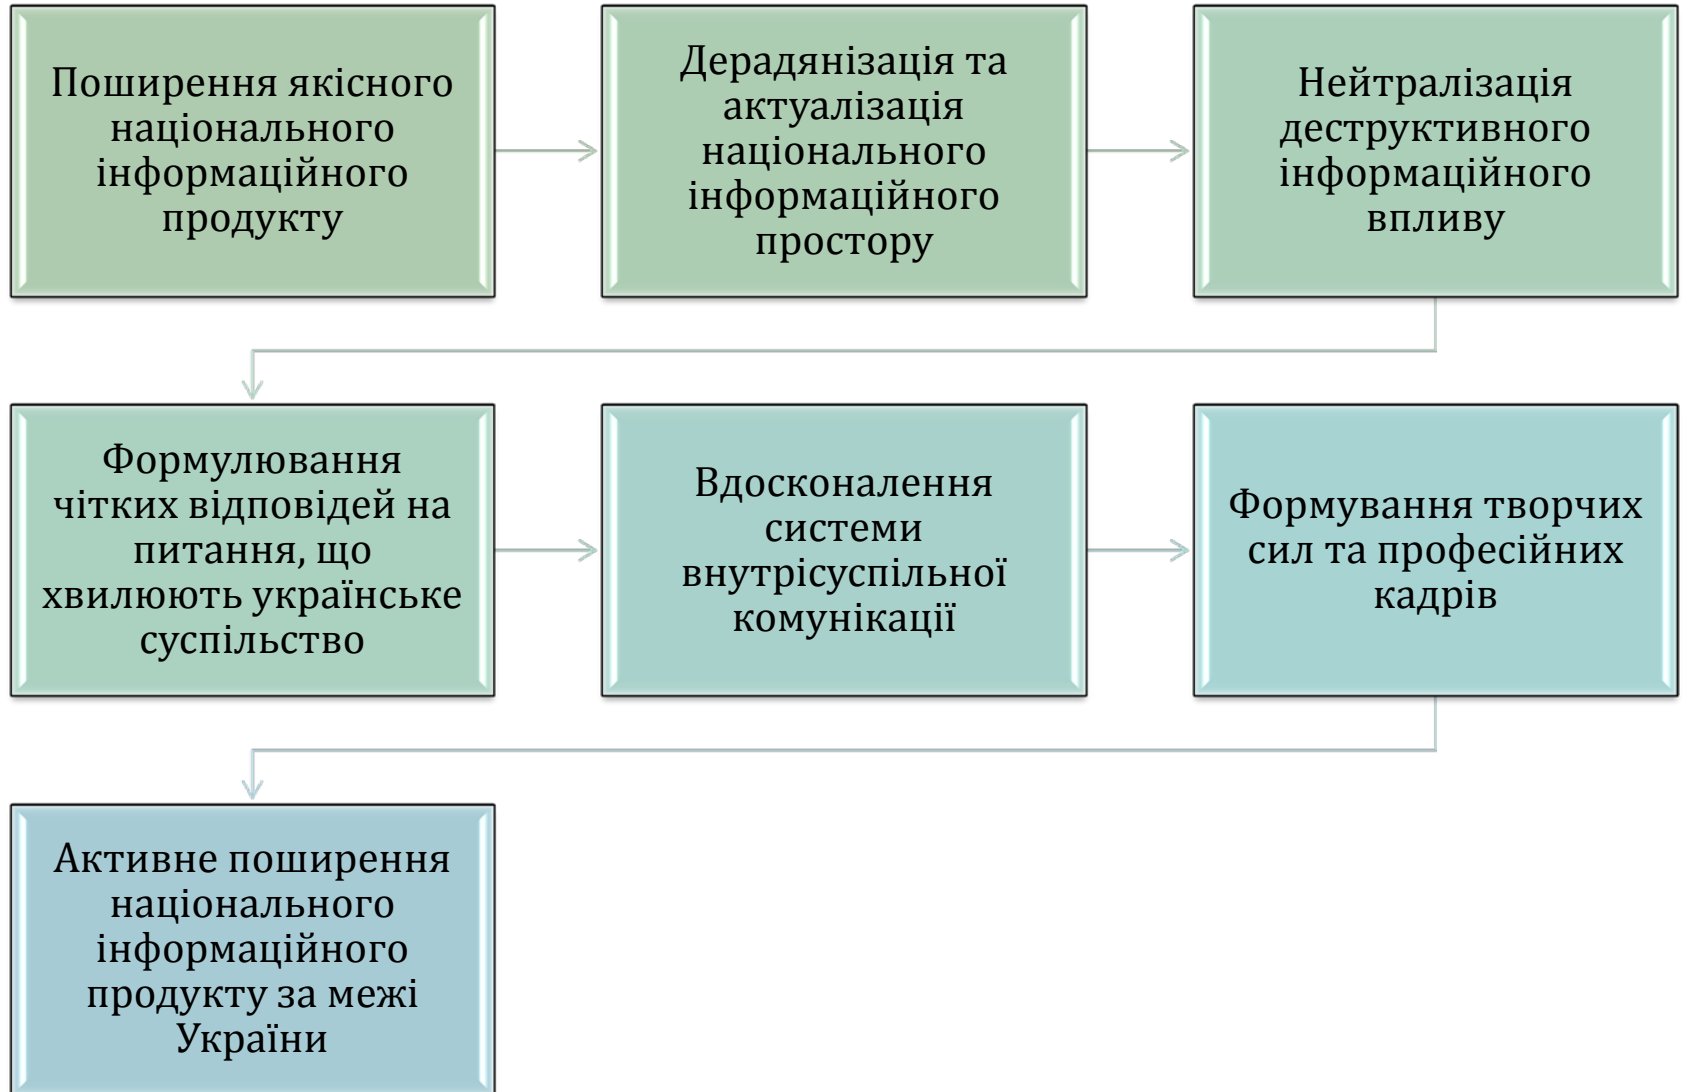 Поширення якісного
національного
інформаційного
продукту
Дерадянізація та
актуалізація
національного
інформаційного
простору
Нейтралізація
деструктивного
інформаційного
впливу
Формулювання
чітких відповідей на
питання, що
хвилюють українське
суспільство
Вдосконалення
системи
внутрісуспільної
комунікації
Формування творчих
сил та професійних
кадрів
Активне поширення
національного
інформаційного
продукту за межі
України